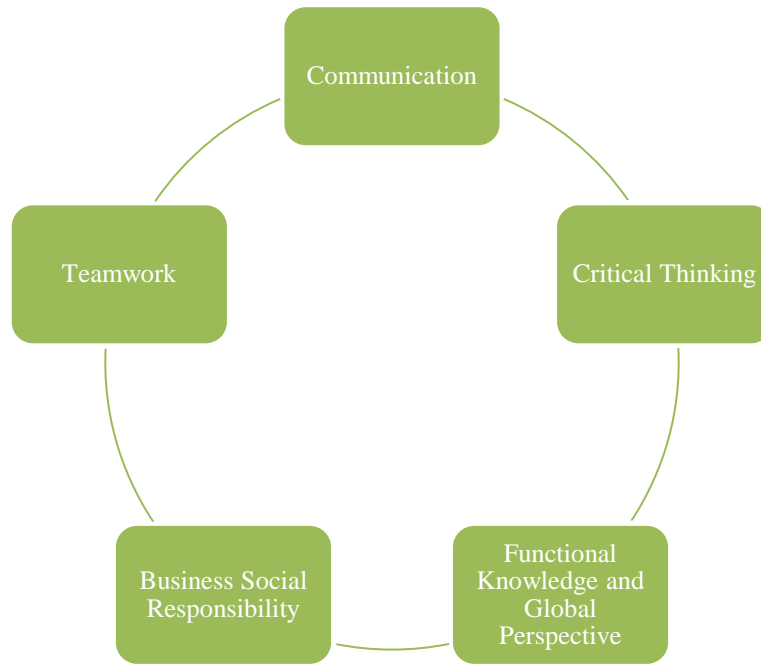 Communication
Teamwork
Critical Thinking
Business Social
Responsibility
Functional
Knowledge and
Global
Perspective